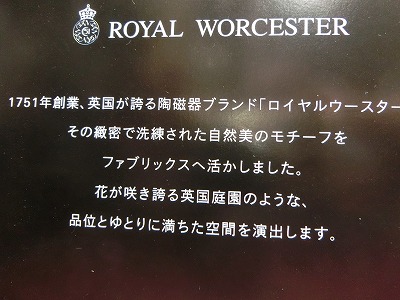 ROYAL WORCESTER
1751年創業、英国が誇る陶磁器ブランド「ロイヤルウースター
その緻密で洗練された自然美のモチーフを
ファブリックスへ活かしました。
花が咲き誇る英国庭園のような、
品位とゆとりに満ちた空間を演出します。